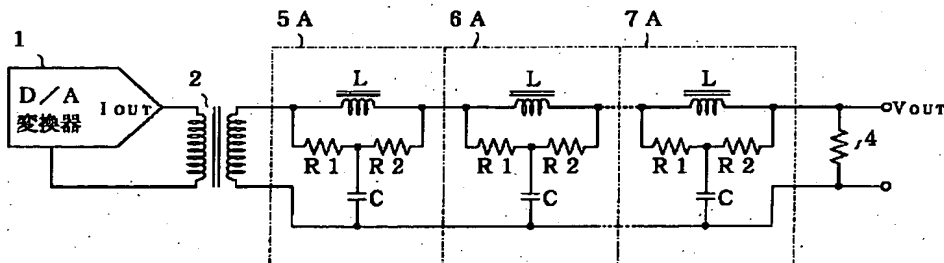 5A 6A 7A
1
2
L L L
D/A
変換器
IOUT
VOUT
4
R1 R2 R1 R2 R1 R2
C C C